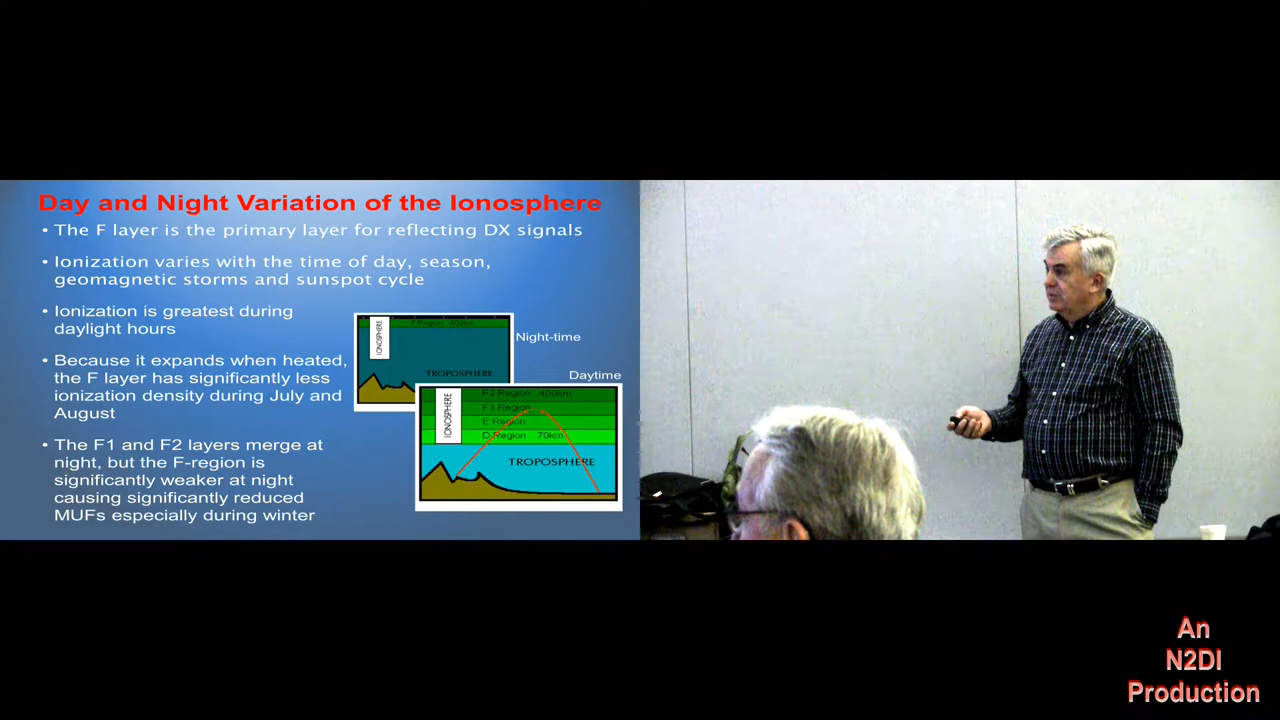 Day and Night Variation of the Ionosphere
• The F layer is the primary layer for reflecting DX signals
• Ionization varies with the time of day, season,
geomagnetic storms and sunspot cycle
• Ionization is greatest during
daylight hours
• Because it expands when heated,
the F layer has significantly less
ionization density during July and
August
• The F1 and F2 layers merge at
night, but the F-region is
significantly weaker at night
causing significantly reduced
MUFs especially during winter
IONOSPHERE
F Region 400km
TROPOSPHERE
Night-time
Daytime
IONOSPHERE
F2 Region 400km
F1 Region
E Region
D Region 70km
TROPOSPHERE
An
N2DI
Production